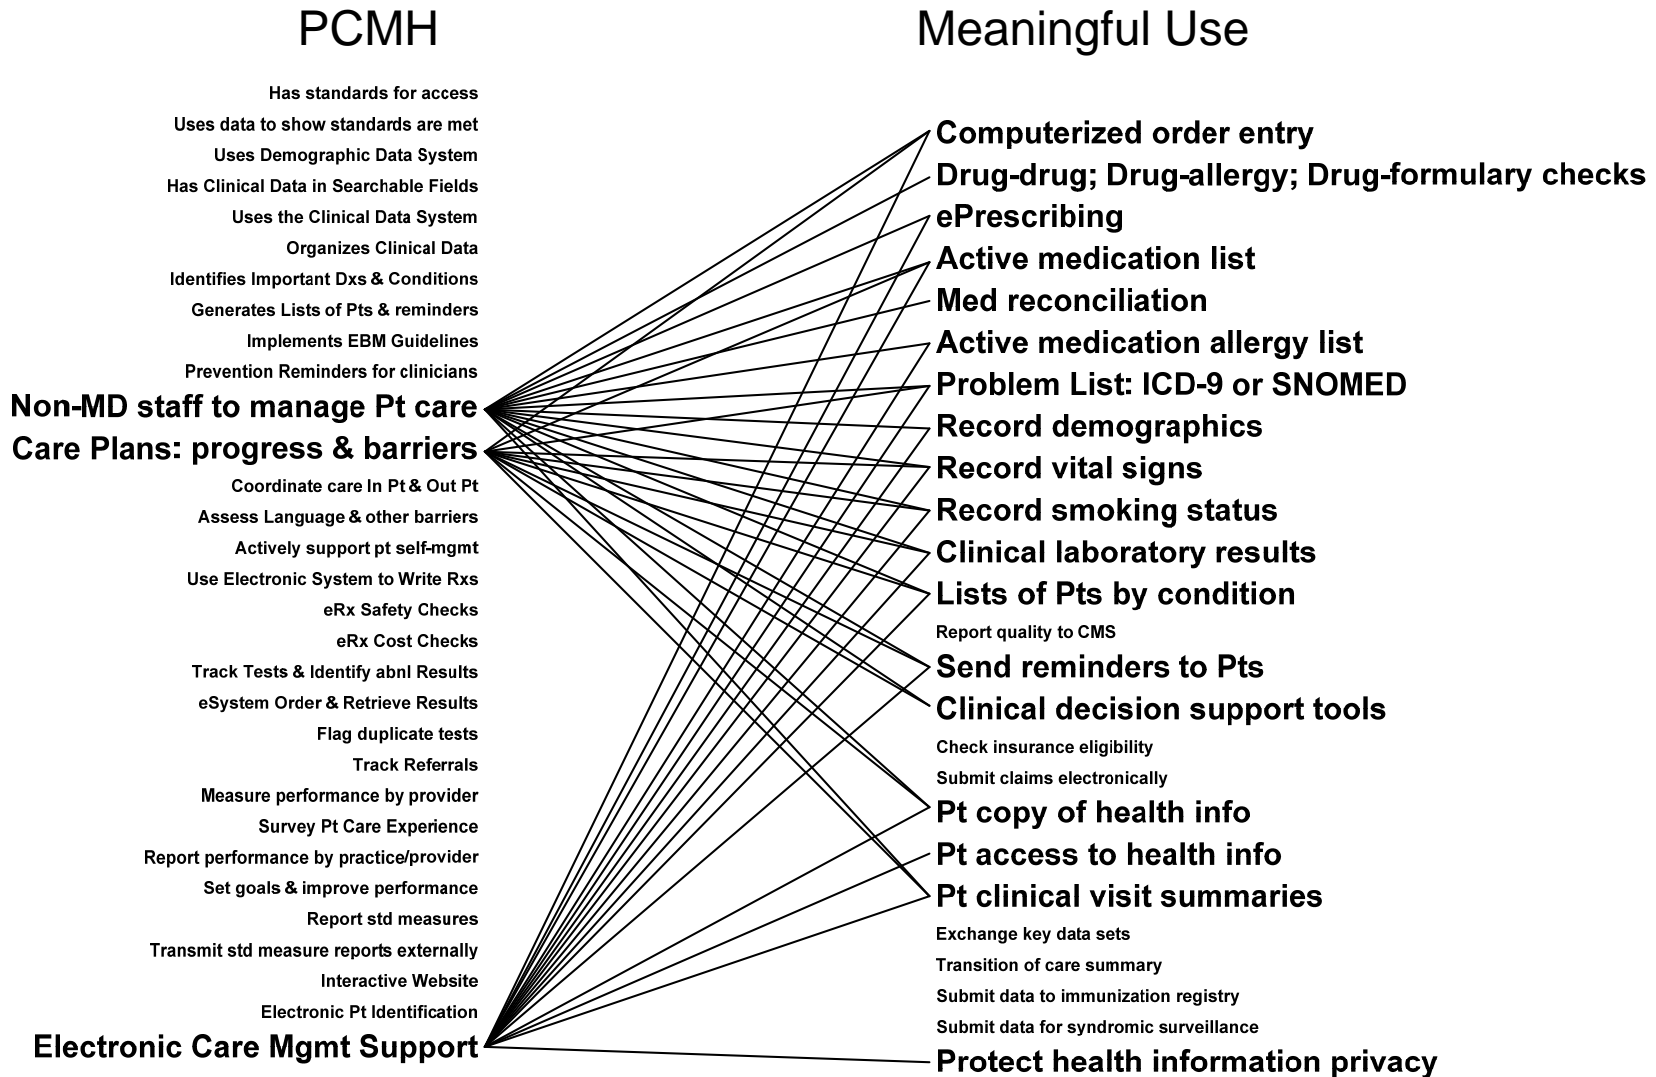 PCMH
Meaningful Use
Has standards for access
Uses data to show standards are met
Uses Demographic Data System
Has Clinical Data in Searchable Fields
Uses the Clinical Data System
Organizes Clinical Data
Identifies Important Dxs & Conditions
Generates Lists of Pts & reminders
Implements EBM Guidelines
Prevention Reminders for clinicians
Non-MD staff to manage Pt care
Care Plans: progress & barriers
Coordinate care In Pt & Out Pt
Assess Language & other barriers
Actively support pt self-mgmt
Use Electronic System to Write Rxs
eRx Safety Checks
eRx Cost Checks
Track Tests & Identify abnl Results
eSystem Order & Retrieve Results
Flag duplicate tests
Track Referrals
Measure performance by provider
Survey Pt Care Experience
Report performance by practice/provider
Set goals & improve performance
Report std measures
Transmit std measure reports externally
Interactive Website
Electronic Pt Identification
Electronic Care Mgmt Support
Computerized order entry
Drug-drug; Drug-allergy; Drug-formulary checks
ePrescribing
Active medication list
Med reconciliation
Active medication allergy list
Problem List: ICD-9 or SNOMED
Record demographics
Record vital signs
Record smoking status
Clinical laboratory results
Lists of Pts by condition
Report quality to CMS
Send reminders to Pts
Clinical decision support tools
Check insurance eligibility
Submit claims electronically
Pt copy of health info
Pt access to health info
Pt clinical visit summaries
Exchange key data sets
Transition of care summary
Submit data to immunization registry
Submit data for syndromic surveillance
Protect health information privacy